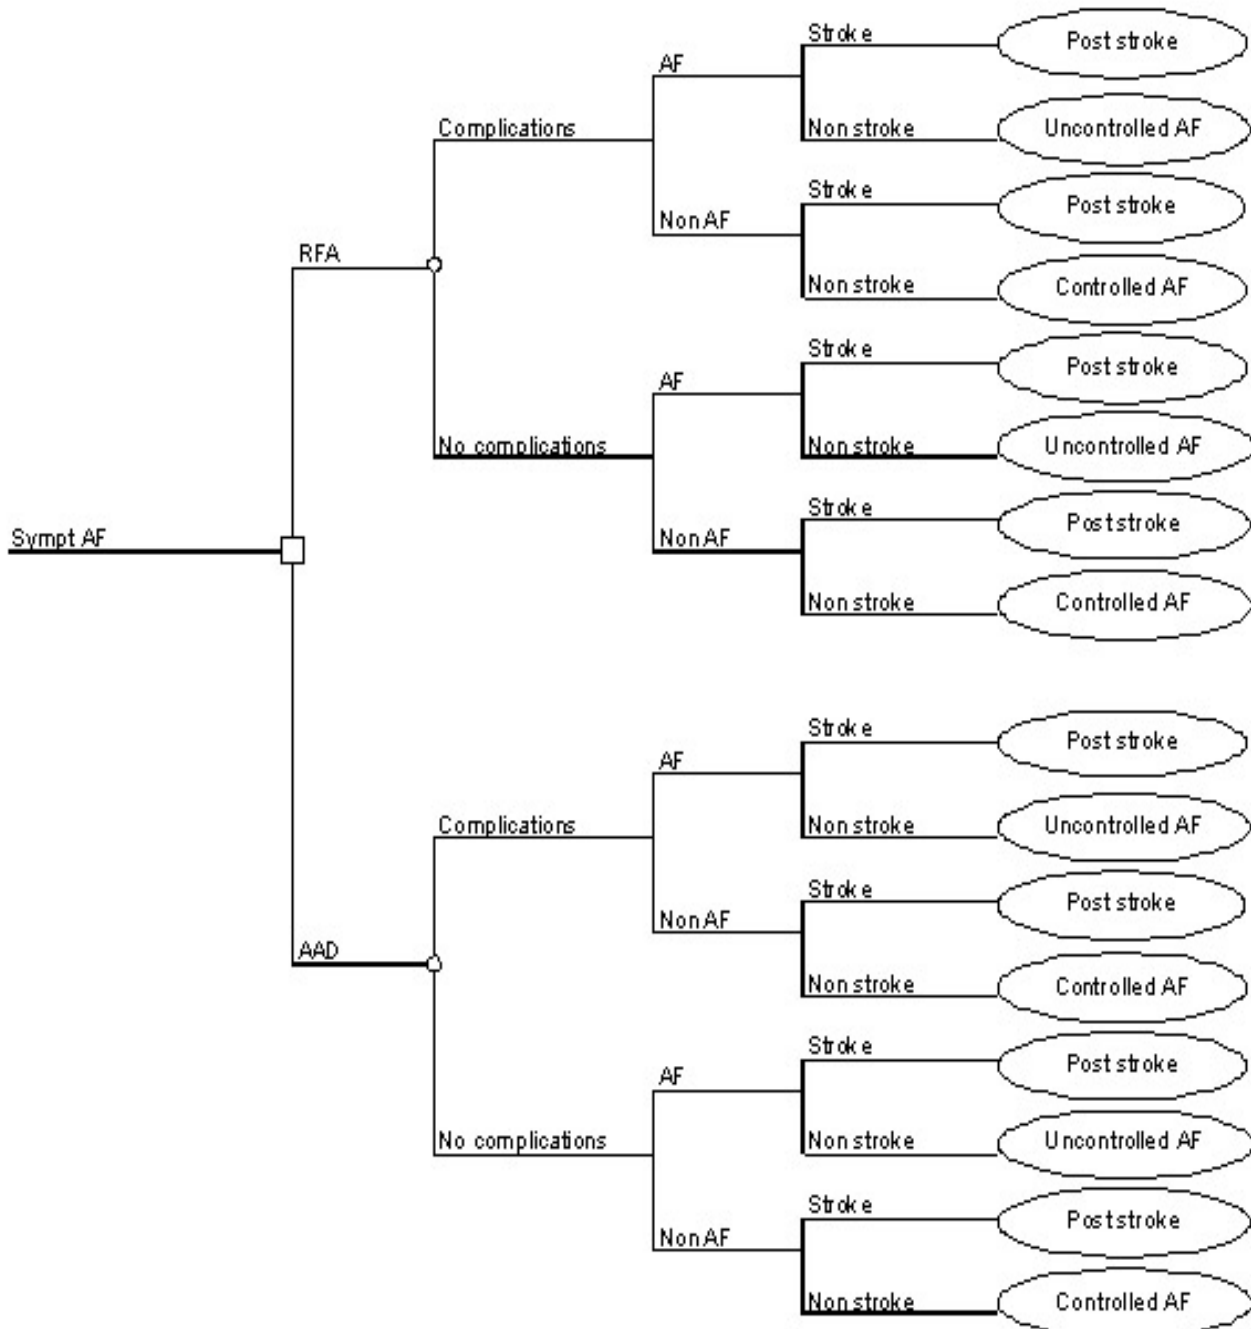 Stroke
Post stroke
AF
Complications
Non stroke
Uncontrolled AF
Stroke
Post stroke
Non AF
RFA
Non stroke
Controlled AF
Stroke
Post stroke
AF
No complications
Non stroke
Uncontrolled AF
Stroke
Post stroke
Sympt AF
Non AF
Non stroke
Controlled AF
Stroke
Post stroke
AF
Complications
Non stroke
Uncontrolled AF
Stroke
Post stroke
Non AF
AAD
Non stroke
Controlled AF
Stroke
Post stroke
AF
No complications
Non stroke
Uncontrolled AF
Stroke
Post stroke
Non AF
Non stroke
Controlled AF